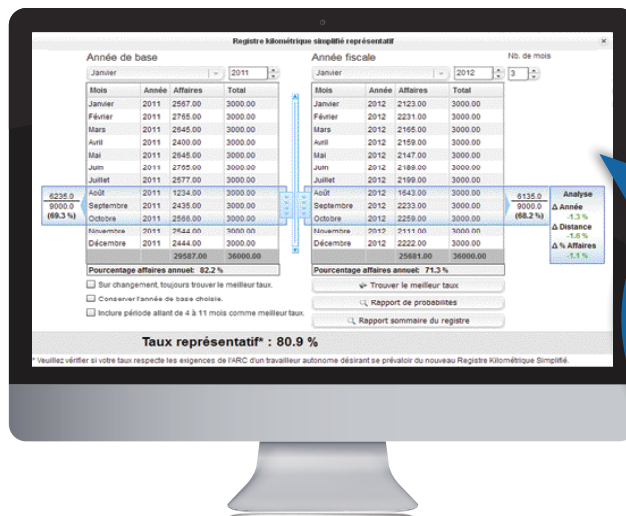 Registre kilométrique simplifié représentatif
Année de base
Année fiscale
Nb. de mois
Janvier 2011
Janvier 2012 3
Mois Année Affaires Total
Mois Année Affaires Total
Janvier 2011 2567.00 3000.00
Janvier 2012 2123.00 3000.00
Février 2011 2765.00 3000.00
Février 2012 2231.00 3000.00
Mars 2011 2645.00 3000.00
Mars 2012 2165.00 3000.00
Avril 2011 2400.00 3000.00
Avril 2012 2159.00 3000.00
Mai 2011 2645.00 3000.00
Mai 2012 2147.00 3000.00
Juin 2011 2765.00 3000.00
Juin 2012 2189.00 3000.00
Juillet 2011 2577.00 3000.00
Juillet 2012 2199.00 3000.00
Août 2011 1234.00 3000.00
Août 2012 1643.00 3000.00
Septembre 2011 2435.00 3000.00
Septembre 2012 2233.00 3000.00
Octobre 2011 2566.00 3000.00
Octobre 2012 2259.00 3000.00
Novembre 2011 2544.00 3000.00
Novembre 2012 2111.00 3000.00
Décembre 2011 2444.00 3000.00
Décembre 2012 2222.00 3000.00
29587.00 36000.00
25681.00 36000.00
6235.0
9000.0
(69.3 %)
6135.0
9000.0
(68.2 %)
Analyse
Δ Année
-1.3 %
Δ Distance
-1.6 %
Δ % Affaires
-1.1 %
Pourcentage affaires annuel: 82.2 %
Pourcentage affaires annuel: 71.3 %
Sur changement, toujours trouver le meilleur taux.
Conserver l'année de base choisie.
Inclure période allant de 4 à 11 mois comme meilleur taux.
Trouver le meilleur taux
Rapport de probabilites
Rapport sommaire du registre
Taux représentatif* : 80.9 %
* Veuillez vérifier si votre taux respecte les exigences de l'ARC d'un travailleur autonome désirant se prévaloir du nouveau Registre Kilométrique Simplifié.